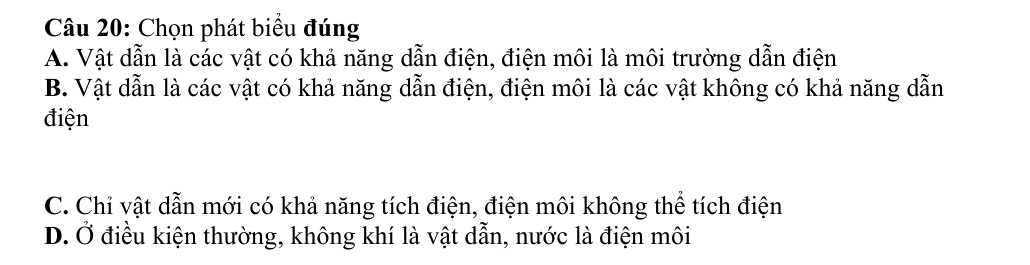 Câu 20: Chọn phát biểu đúng
A. Vật dẫn là các vật có khả năng dẫn điện, điện môi là môi trường dẫn điện
B. Vật dẫn là các vật có khả năng dẫn điện, điện môi là các vật không có khả năng dẫn
điện
C. Chỉ vật dẫn mới có khả năng tích điện, điện môi không thể tích điện
D. Ở điều kiện thường, không khí là vật dẫn, nước là điện môi